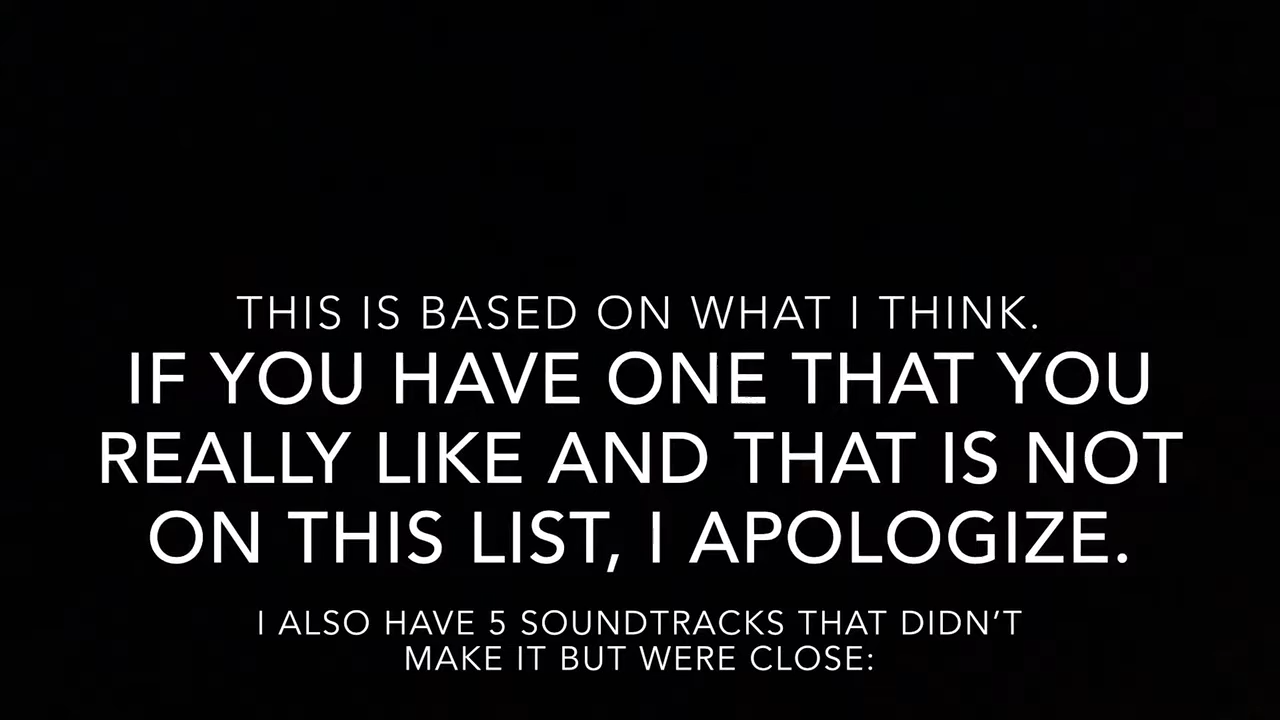 THIS IS BASED ON WHAT I THINK.
IF YOU HAVE ONE THAT YOU
REALLY LIKE AND THAT IS NOT
ON THIS LIST, I APOLOGIZE.
I ALSO HAVE 5 SOUNDTRACKS THAT DIDN’T
MAKE IT BUT WERE CLOSE: